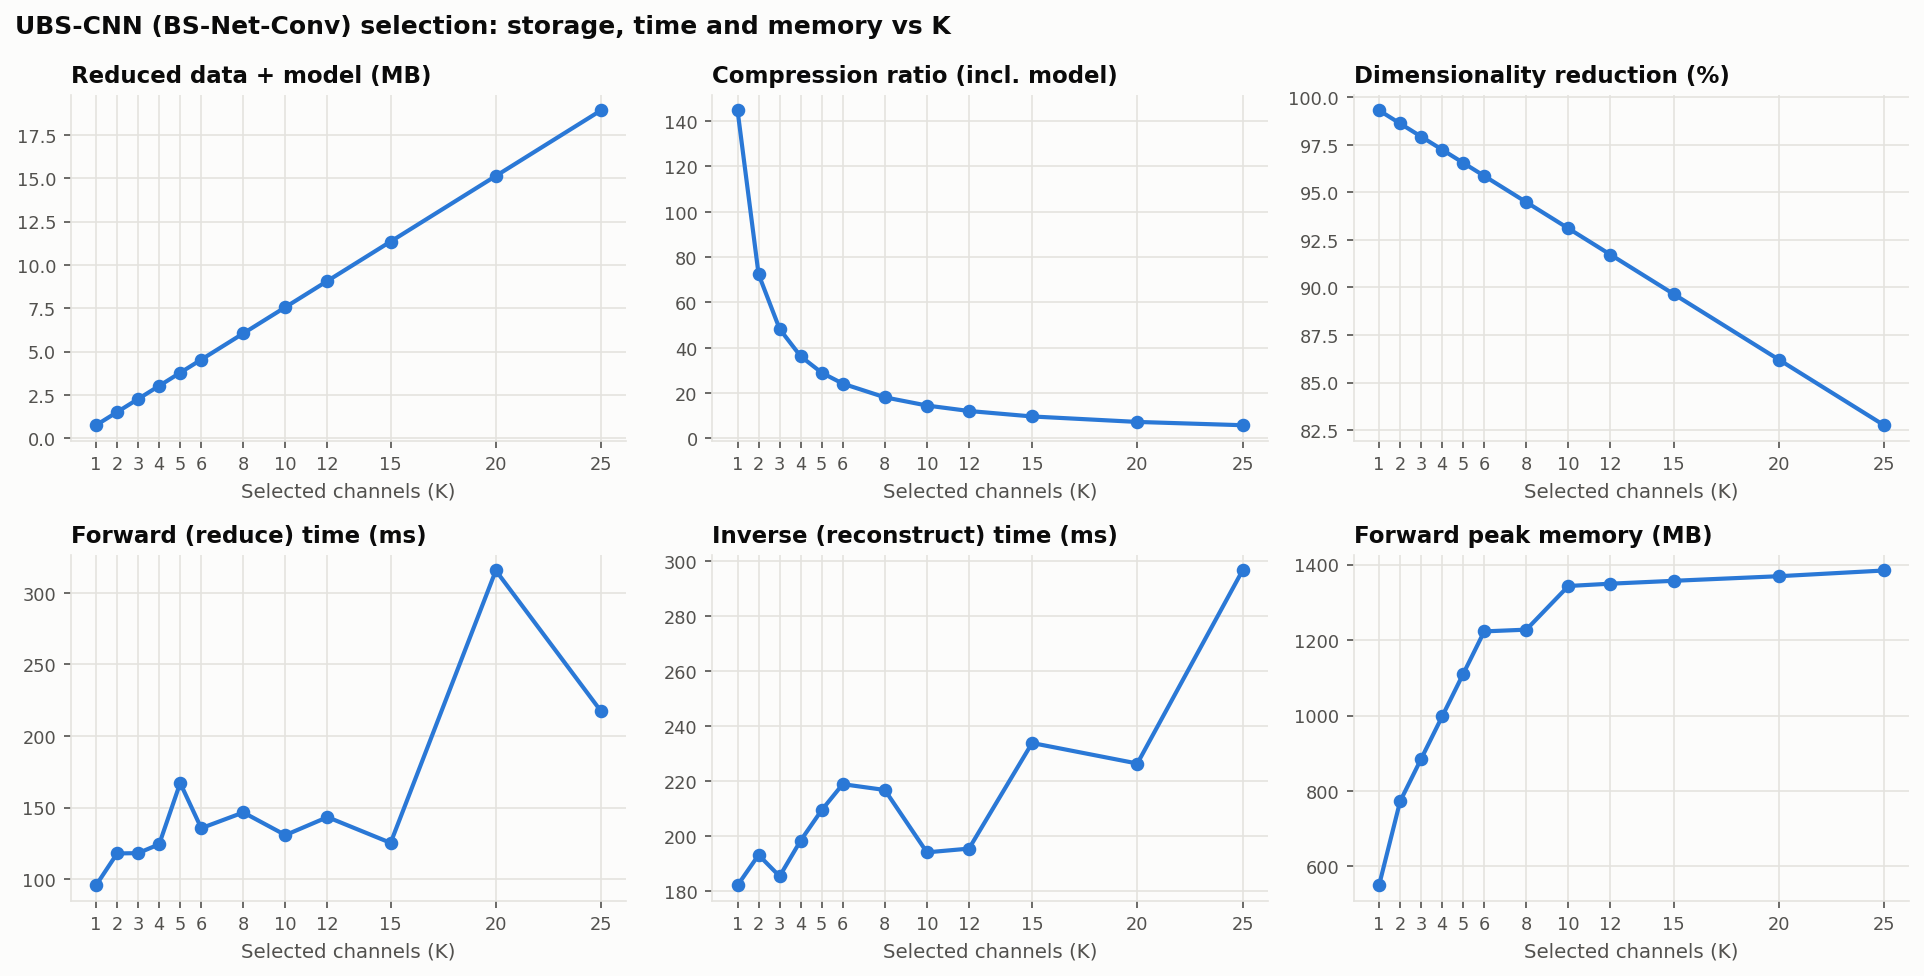 UBS-CNN (BS-Net-Conv) selection: storage, time and memory vs K
Reduced data + model (MB)
17.5
15.0
12.5
10.0
7.5
5.0
2.5
0.0
1 2 3 4 5 6 8 10 12 15 20 25
Selected channels (K)
Compression ratio (incl. model)
140
120
100
80
60
40
20
0
1 2 3 4 5 6 8 10 12 15 20 25
Selected channels (K)
Dimensionality reduction (%)
100.0
97.5
95.0
92.5
90.0
87.5
85.0
82.5
1 2 3 4 5 6 8 10 12 15 20 25
Selected channels (K)
Forward (reduce) time (ms)
300
250
200
150
100
1 2 3 4 5 6 8 10 12 15 20 25
Selected channels (K)
Inverse (reconstruct) time (ms)
300
280
260
240
220
200
180
1 2 3 4 5 6 8 10 12 15 20 25
Selected channels (K)
Forward peak memory (MB)
1400
1200
1000
800
600
1 2 3 4 5 6 8 10 12 15 20 25
Selected channels (K)